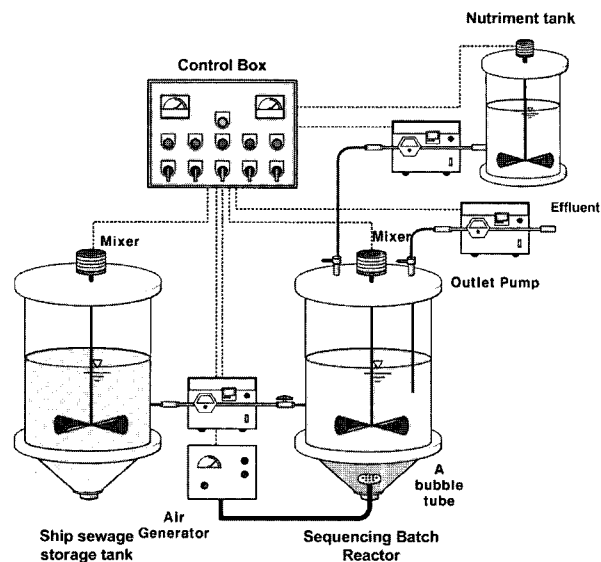 Nutriment tank
Control Box
Effluent
Mixer
Mixer
Outlet Pump
A
bubble
tube
Air
Generator
Ship sewage
storage tank
Sequencing Batch
Reactor